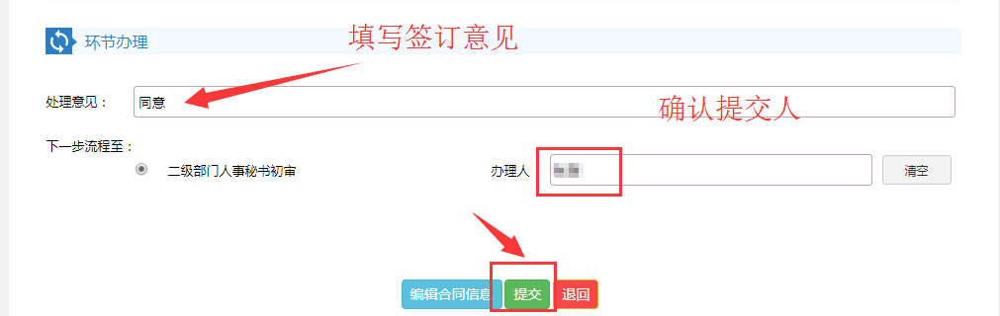 环节办理
填写签订意见
处理意见：
同意
确认提交人
下一步流程至：
二级部门人事秘书初审
办理人
清空
编辑合同信息
提交
退回